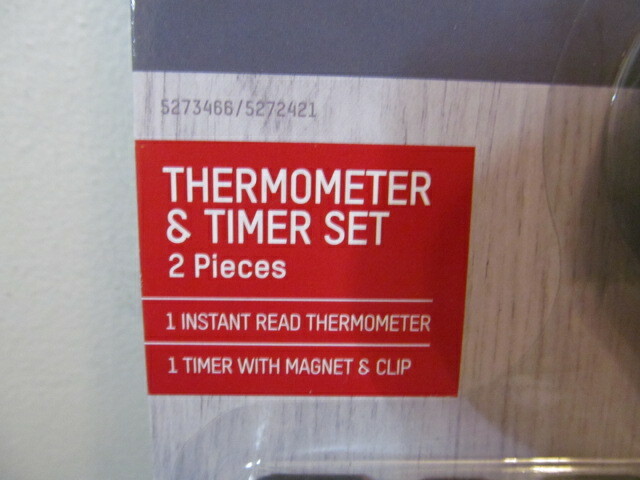 5273466/5272421
THERMOMETER
& TIMER SET
2 Pieces
1 INSTANT READ THERMOMETER
1 TIMER WITH MAGNET & CLIP